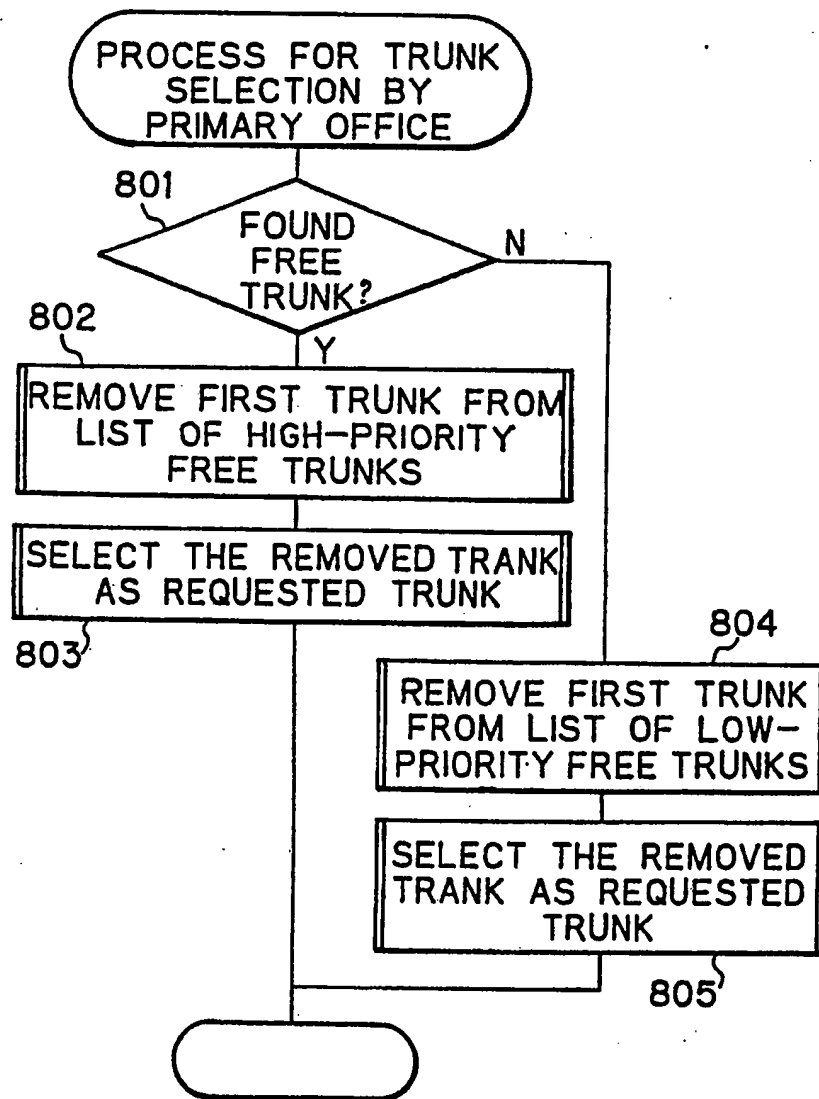 PROCESS FOR TRUNK
SELECTION BY
PRIMARY OFFICE
801
FOUND
FREE
TRUNK?
N
Y
802
REMOVE FIRST TRUNK FROM
LIST OF HIGH-PRIORITY
FREE TRUNKS
SELECT THE REMOVED TRANK
AS REQUESTED TRUNK
803
804
REMOVE FIRST TRUNK
FROM LIST OF LOW-
PRIORITY FREE TRUNKS
SELECT THE REMOVED
TRANK AS REQUESTED
TRUNK
805